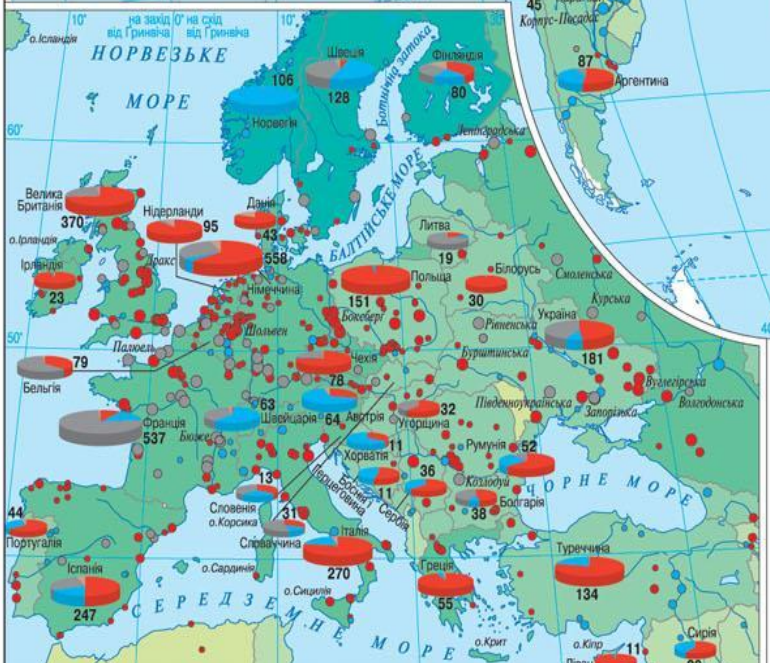 45
Корпус-Посадас
10°
на захід
від Гринвіча
0°
на схід
від Гринвіча
10°
30
о.Ісландія
НОРВЕЗЬКЕ
МОРЕ
60°
106
Норвегія
Швеція
128
Ботнічна затока
Фінляндія
80
87
Аргентина
Ленінградська
Велика
Британія
370
Нідерланди
95
Данія
43
558
Німеччина
БАЛТІЙСЬКЕ МОРЕ
Литва
19
о.Ірландія
Ірландія
23
Дракс
Польща
151
Білорусь
30
Смоленська
Курська
Україна
181
Рівненська
Шольвен
Бокеберг
50°
Палюель
79
Бельгія
Чехія
78
Бурштинська
Вуглегірська
Франція
537
63
Швейцарія
64
Австрія
32
Угорщина
Південноукраїнська
Запорізька
Волгодонська
Бюже
11
Хорватія
Румунія
52
13
Словенія
о.Корсика
31
Словаччина
11
Боснія і
Герцеговина
36
Сербія
Козлодуй
38
Болгарія
ЧОРНЕ МОРЕ
44
Португалія
Італія
270
Туреччина
134
Іспанія
247
о.Сардинія
о.Сицилія
Греція
55
СЕРЕДЗЕМНЕ МОРЕ
о.Крит
о.Кіпр
11
Сирія
40